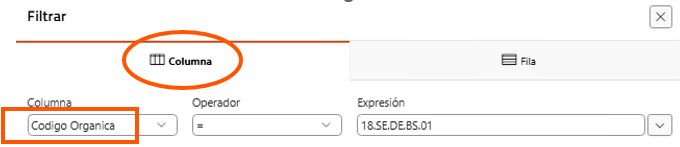 Filtrar
Columna
Fila
Columna Operador Expresión
Codigo Organica = 18.SE.DE.BS.01